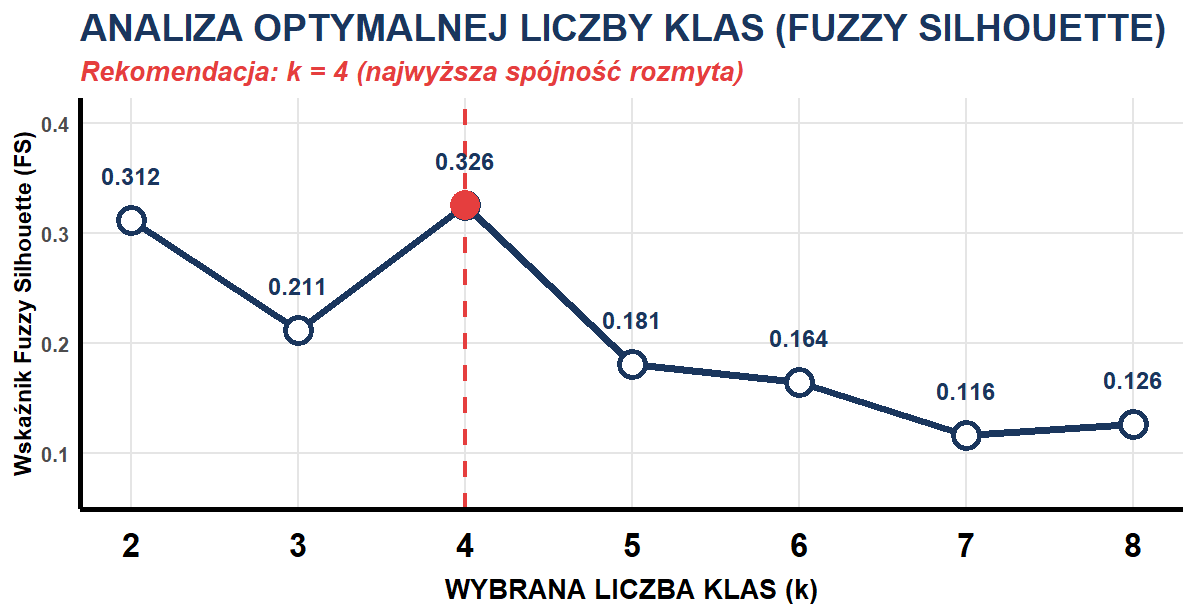 ANALIZA OPTYMALNEJ LICZBY KLAS (FUZZY SILHOUETTE)
Rekomendacja: k = 4 (najwyższa spójność rozmyta)
Wskaźnik Fuzzy Silhouette (FS)
0.4
0.3
0.2
0.1
0.312
0.211
0.326
0.181
0.164
0.116
0.126
2 3 4 5 6 7 8
WYBRANA LICZBA KLAS (k)